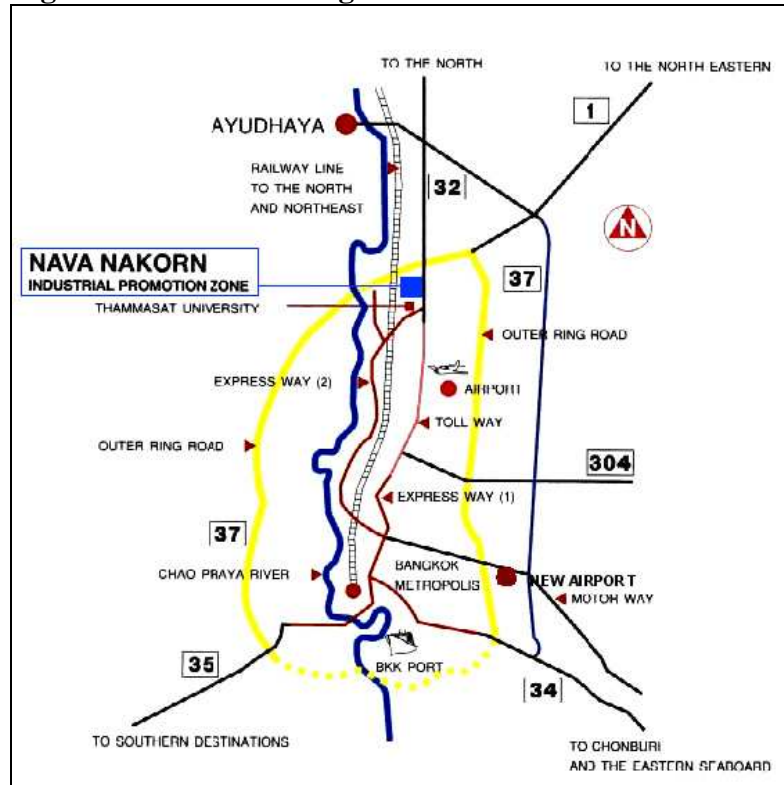 TO THE NORTH
TO THE NORTH EASTERN
1
AYUDHAYA
RAILWAY LINE
TO THE NORTH
AND NORTHEAST
32
N
NAVA NAKORN
INDUSTRIAL PROMOTION ZONE
37
THAMMASAT UNIVERSITY
OUTER RING ROAD
EXPRESS WAY (2)
AIRPORT
TOLL WAY
OUTER RING ROAD
304
EXPRESS WAY (1)
37
CHAO PRAYA RIVER
BANGKOK
METROPOLIS
NEW AIRPORT
MOTOR WAY
35
BKK PORT
34
TO SOUTHERN DESTINATIONS
TO CHONBURI
AND THE EASTERN SEABOARD